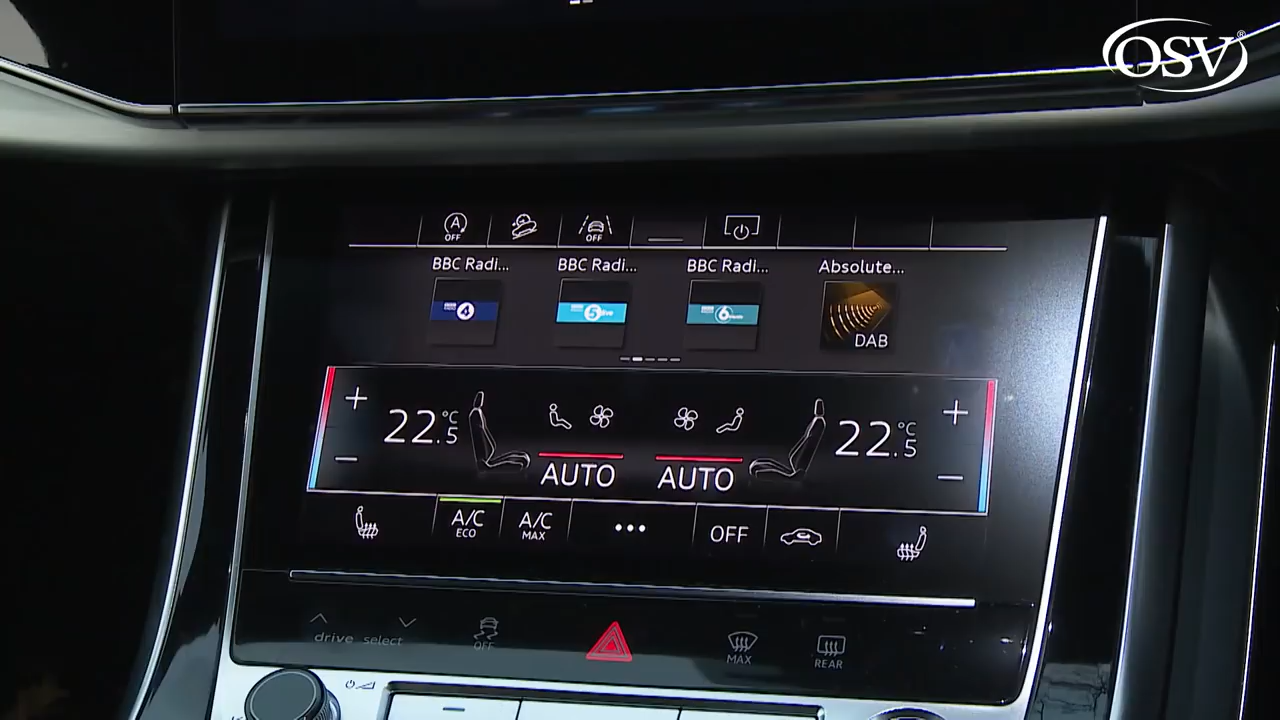 OSV®
A
OFF
OFF
BBC Radi... BBC Radi... BBC Radi... Absolute...
4 5 live 6 DAB
+ +
22.5 °C 22.5 °C
− −
AUTO AUTO
A/C ECO A/C MAX ... OFF
drive select OFF MAX REAR